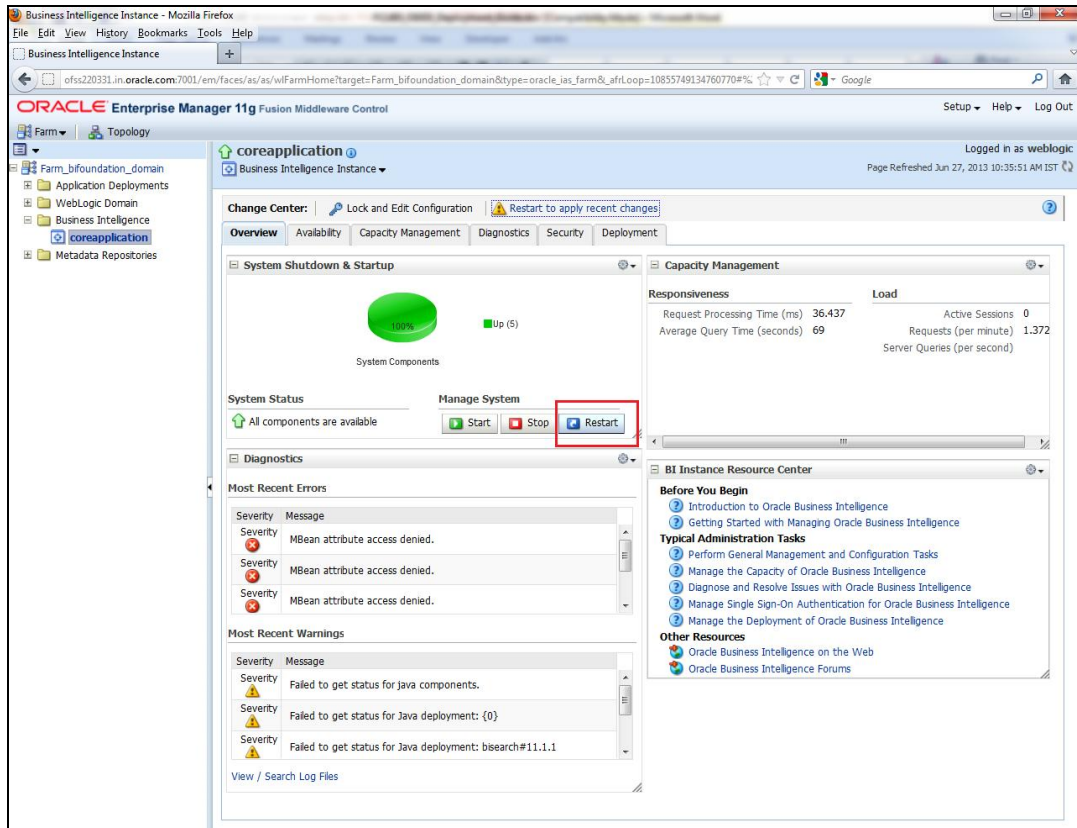 Business Intelligence Instance - Mozilla Firefox
File Edit View History Bookmarks Tools Help
Business Intelligence Instance
ofss220331.in.oracle.com:7001/em/faces/as/as/wlFarmHome?target=Farm_bifoundation_domain&type=oracle_ias_farm&_afrLoop=10855749134760770#%
Google
ORACLE Enterprise Manager 11g Fusion Middleware Control
Setup Help Log Out
Farm Topology
Farm_bifoundation_domain
Application Deployments
WebLogic Domain
Business Intelligence
coreapplication
Metadata Repositories
coreapplication
Business Intelligence Instance
Logged in as weblogic
Page Refreshed Jun 27, 2013 10:35:51 AM IST
Change Center: Lock and Edit Configuration Restart to apply recent changes
Overview Availability Capacity Management Diagnostics Security Deployment
System Shutdown & Startup
100%
Up (5)
System Components
System Status
All components are available
Manage System
Start Stop Restart
Diagnostics
Most Recent Errors
Severity Message
Severity
MBean attribute access denied.
Severity
MBean attribute access denied.
Severity
MBean attribute access denied.
Most Recent Warnings
Severity Message
Severity
Failed to get status for java components.
Severity
Failed to get status for Java deployment: {0}
Severity
Failed to get status for Java deployment: bisearch#11.1.1
View / Search Log Files
Capacity Management
Responsiveness
Request Processing Time (ms) 36.437
Average Query Time (seconds) 69
Load
Active Sessions 0
Requests (per minute) 1.372
Server Queries (per second)
BI Instance Resource Center
Before You Begin
Introduction to Oracle Business Intelligence
Getting Started with Managing Oracle Business Intelligence
Typical Administration Tasks
Perform General Management and Configuration Tasks
Manage the Capacity of Oracle Business Intelligence
Diagnose and Resolve Issues with Oracle Business Intelligence
Manage Single Sign-On Authentication for Oracle Business Intelligence
Manage the Deployment of Oracle Business Intelligence
Other Resources
Oracle Business Intelligence on the Web
Oracle Business Intelligence Forums